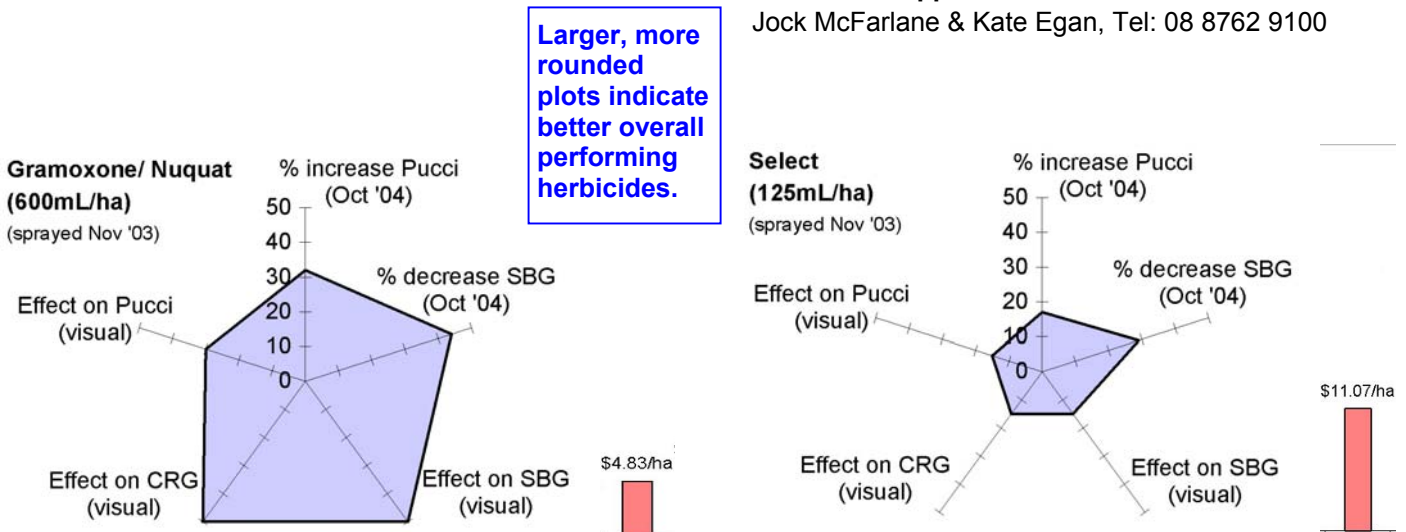 Jock McFarlane & Kate Egan, Tel: 08 8762 9100
Larger, more
rounded
plots indicate
better overall
performing
herbicides.
Gramoxone/ Nuquat
(600mL/ha)
(sprayed Nov '03)
% increase Pucci
(Oct '04)
50
40
30
20
10
0
% decrease SBG
(Oct '04)
Effect on Pucci
(visual)
Effect on CRG
(visual)
Effect on SBG
(visual)
$4.83/ha
Select
(125mL/ha)
(sprayed Nov '03)
% increase Pucci
(Oct '04)
50
40
30
20
10
0
% decrease SBG
(Oct '04)
Effect on Pucci
(visual)
Effect on CRG
(visual)
Effect on SBG
(visual)
$11.07/ha